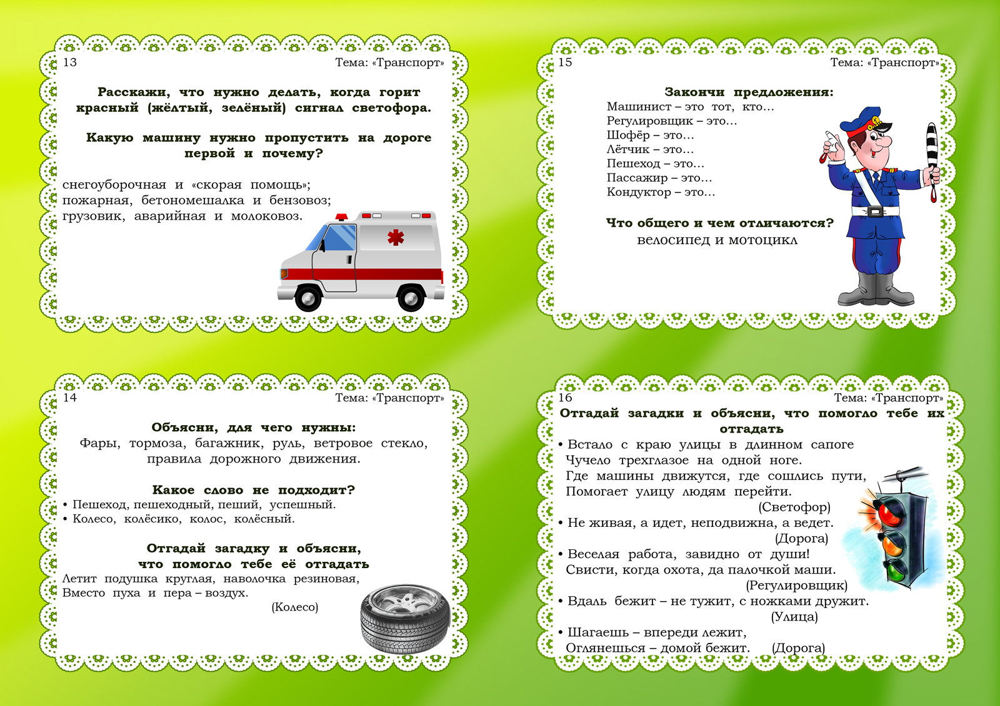 13 Тема: «Транспорт»
Расскажи, что нужно делать, когда горит
красный (жёлтый, зелёный) сигнал светофора.
Какую машину нужно пропустить на дороге
первой и почему?
снегоуборочная и «скорая помощь»;
пожарная, бетономешалка и бензовоз;
грузовик, аварийная и молоковоз.
15 Тема: «Транспорт»
Закончи предложения:
Машинист – это тот, кто…
Регулировщик – это…
Шофёр – это…
Лётчик – это…
Пешеход – это…
Пассажир – это…
Кондуктор – это…
Что общего и чем отличаются?
велосипед и мотоцикл
14 Тема: «Транспорт»
Объясни, для чего нужны:
Фары, тормоза, багажник, руль, ветровое стекло,
правила дорожного движения.
Какое слово не подходит?
• Пешеход, пешеходный, пеший, успешный.
• Колесо, колёсико, колос, колёсный.
Отгадай загадку и объясни,
что помогло тебе её отгадать
Летит подушка круглая, наволочка резиновая,
Вместо пуха и пера – воздух.
(Колесо)
16 Тема: «Транспорт»
Отгадай загадки и объясни, что помогло тебе их
отгадать
• Встало с краю улицы в длинном сапоге
Чучело трехглазое на одной ноге.
Где машины движутся, где сошлись пути,
Помогает улицу людям перейти.
(Светофор)
• Не живая, а идет, неподвижна, а ведет.
(Дорога)
• Веселая работа, завидно от души!
Свисти, когда охота, да палочкой маши.
(Регулировщик)
• Вдаль бежит – не тужит, с ножками дружит.
(Улица)
• Шагаешь – впереди лежит,
Оглянешься – домой бежит. (Дорога)